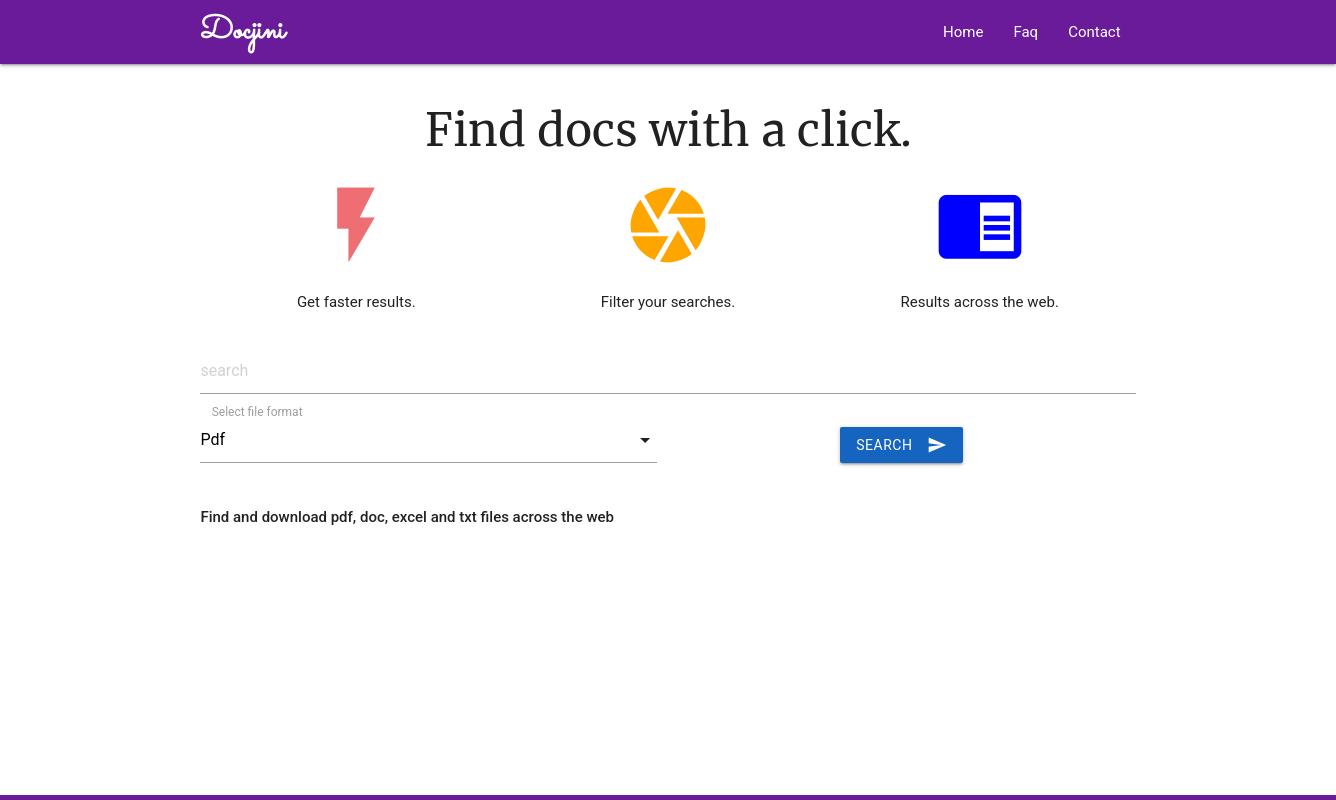 Docjini
Home Faq Contact
Find docs with a click.
Get faster results.
Filter your searches.
Results across the web.
search
Select file format
Pdf
SEARCH
Find and download pdf, doc, excel and txt files across the web